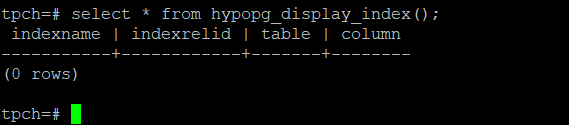 tpch=# select * from hypopg_display_index();
 indexname | indexrelid | table | column
-----------+------------+-------+--------
(0 rows)
tpch=#